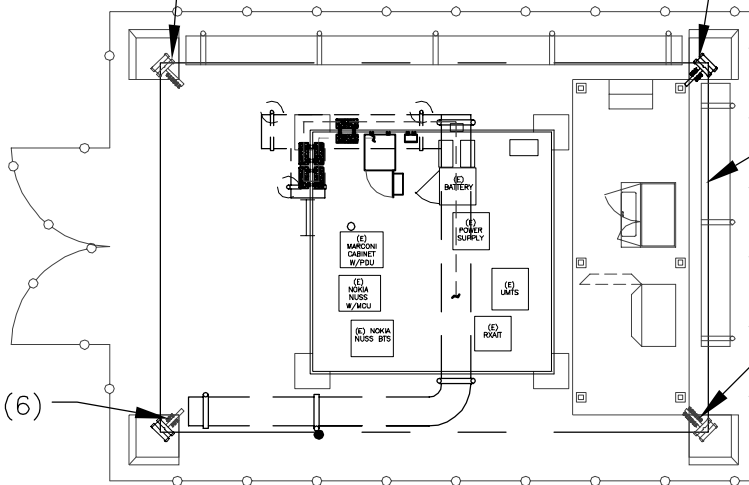 (E)
BATTERY
(E)
POWER
SUPPLY
(E)
MARCONI
CABINET
W/PDU
(E)
NOKIA
NUSS
W/MCU
(E)
UMTS
(E) NOKIA
NUSS BTS
(E)
RXAIT
(6)